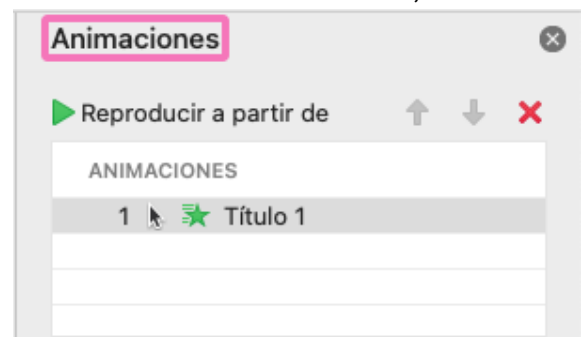 Animaciones
Reproducir a partir de
ANIMACIONES
1 Título 1